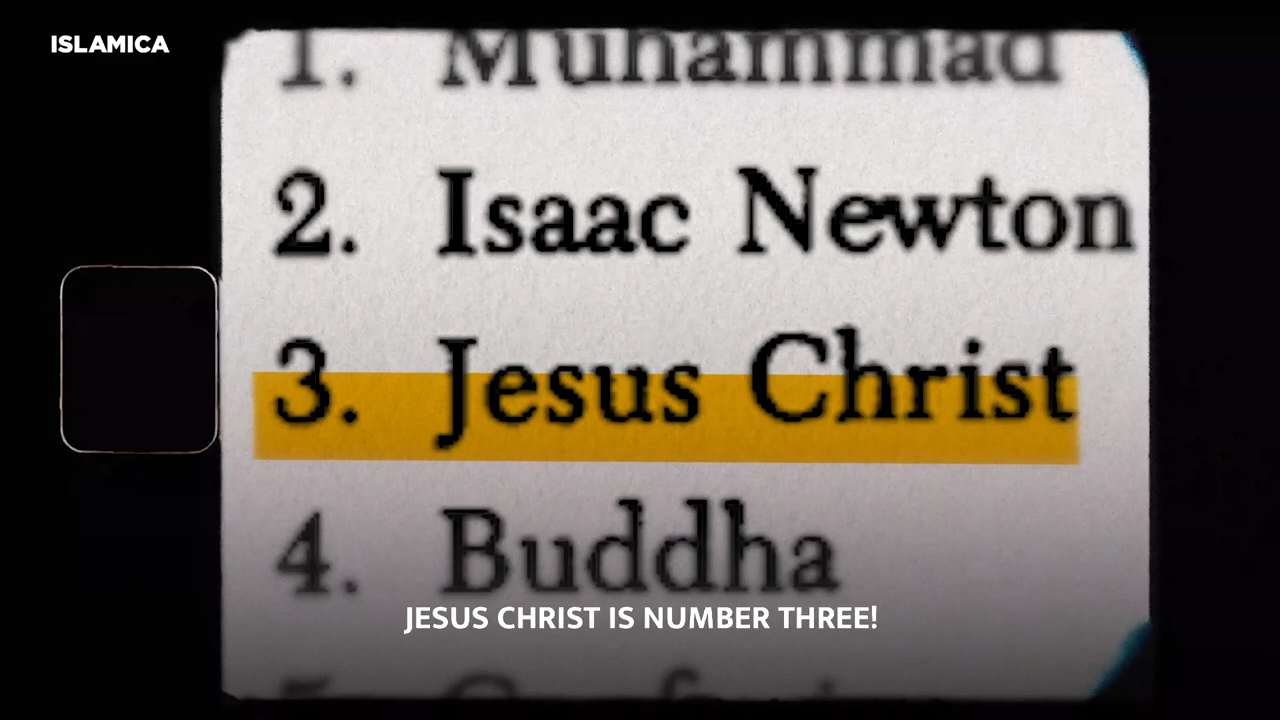 ISLAMICA
1. Muhammad
2. Isaac Newton
3. Jesus Christ
4. Buddha
JESUS CHRIST IS NUMBER THREE!